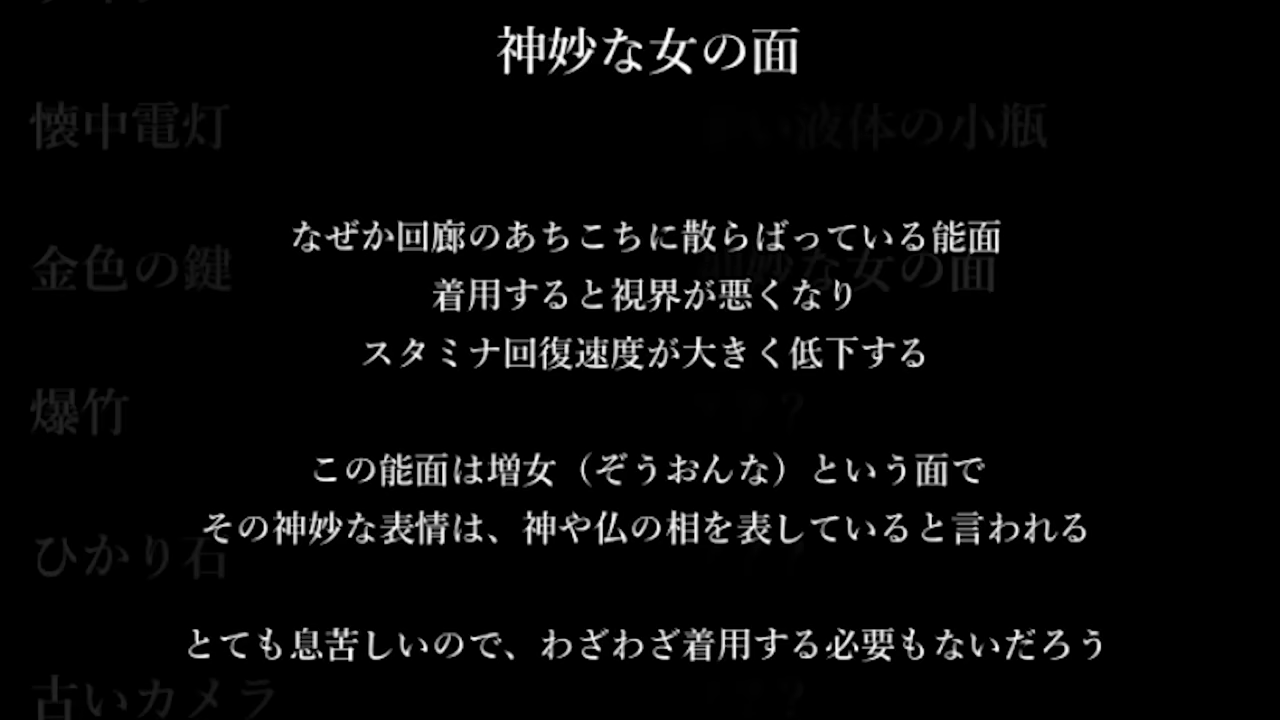 神妙な女の面
懐中電灯
い液体の小瓶
なぜか回廊のあちこちに散らばっている能面
金色の鍵
神妙な女の面
着用すると視界が悪くなり
スタミナ回復速度が大きく低下する
爆竹
？？？
この能面は増女（ぞうおんな）という面で
その神妙な表情は、神や仏の相を表していると言われる
ひかり石
とても息苦しいので、わざわざ着用する必要もないだろう
古いカメラ
？？？